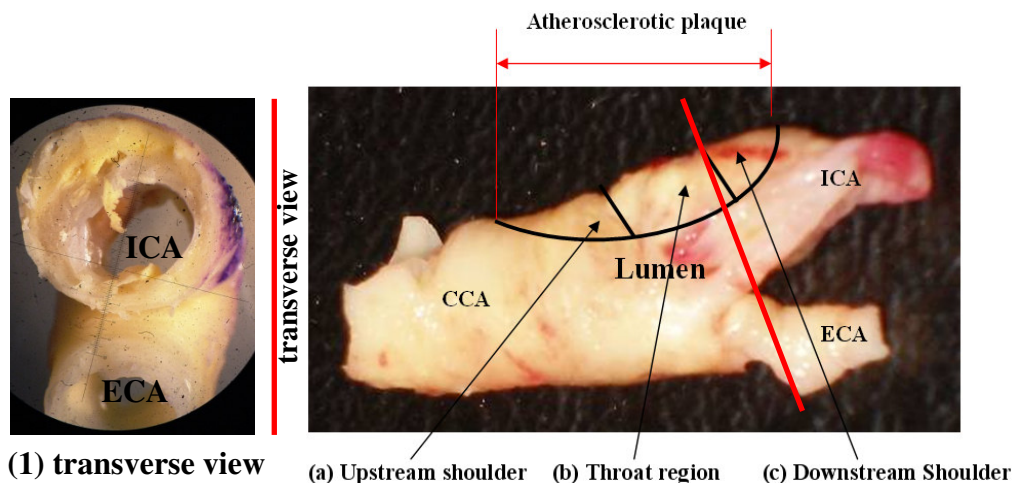 Atherosclerotic plaque
ICA
ECA
transverse view
ICA
Lumen
CCA
ECA
(1) transverse view
(a) Upstream shoulder
(b) Throat region
(c) Downstream Shoulder